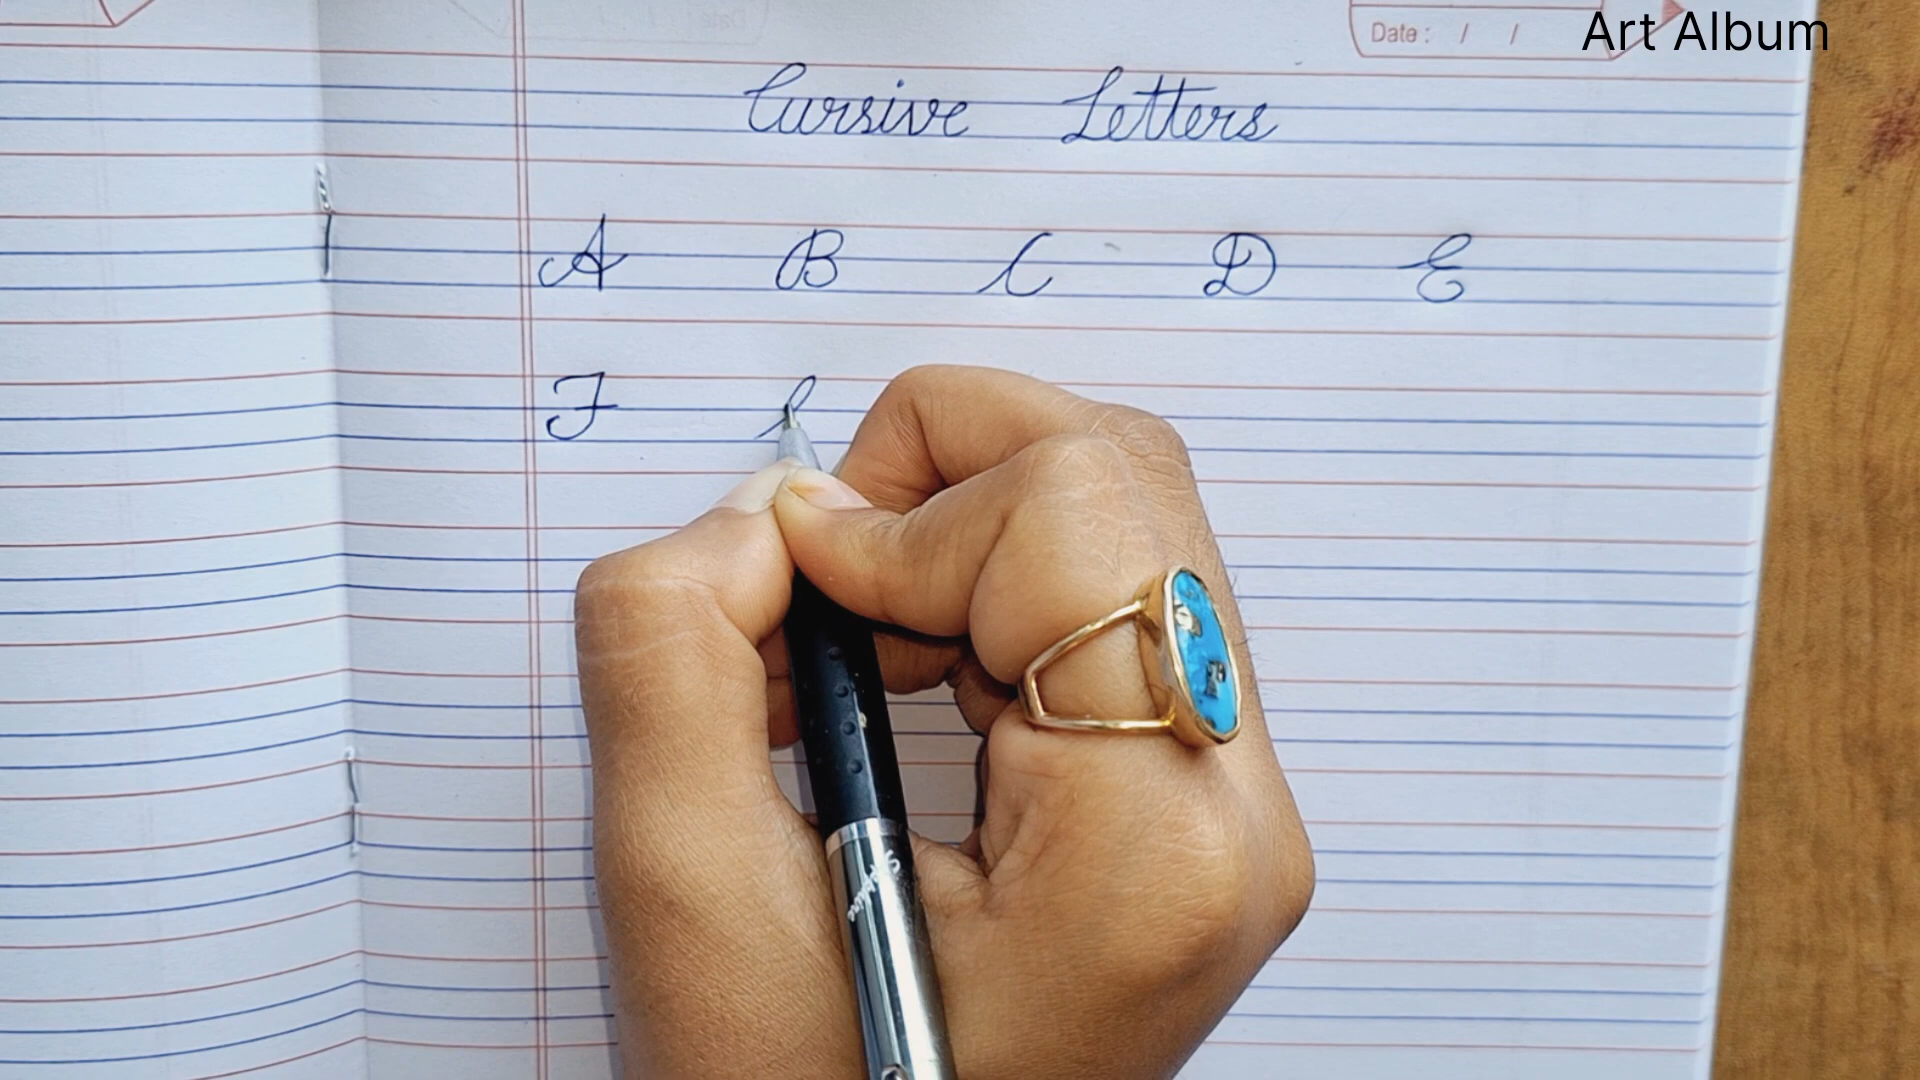 Art Album
Date : / /
Cursive Letters
A B C D E
F